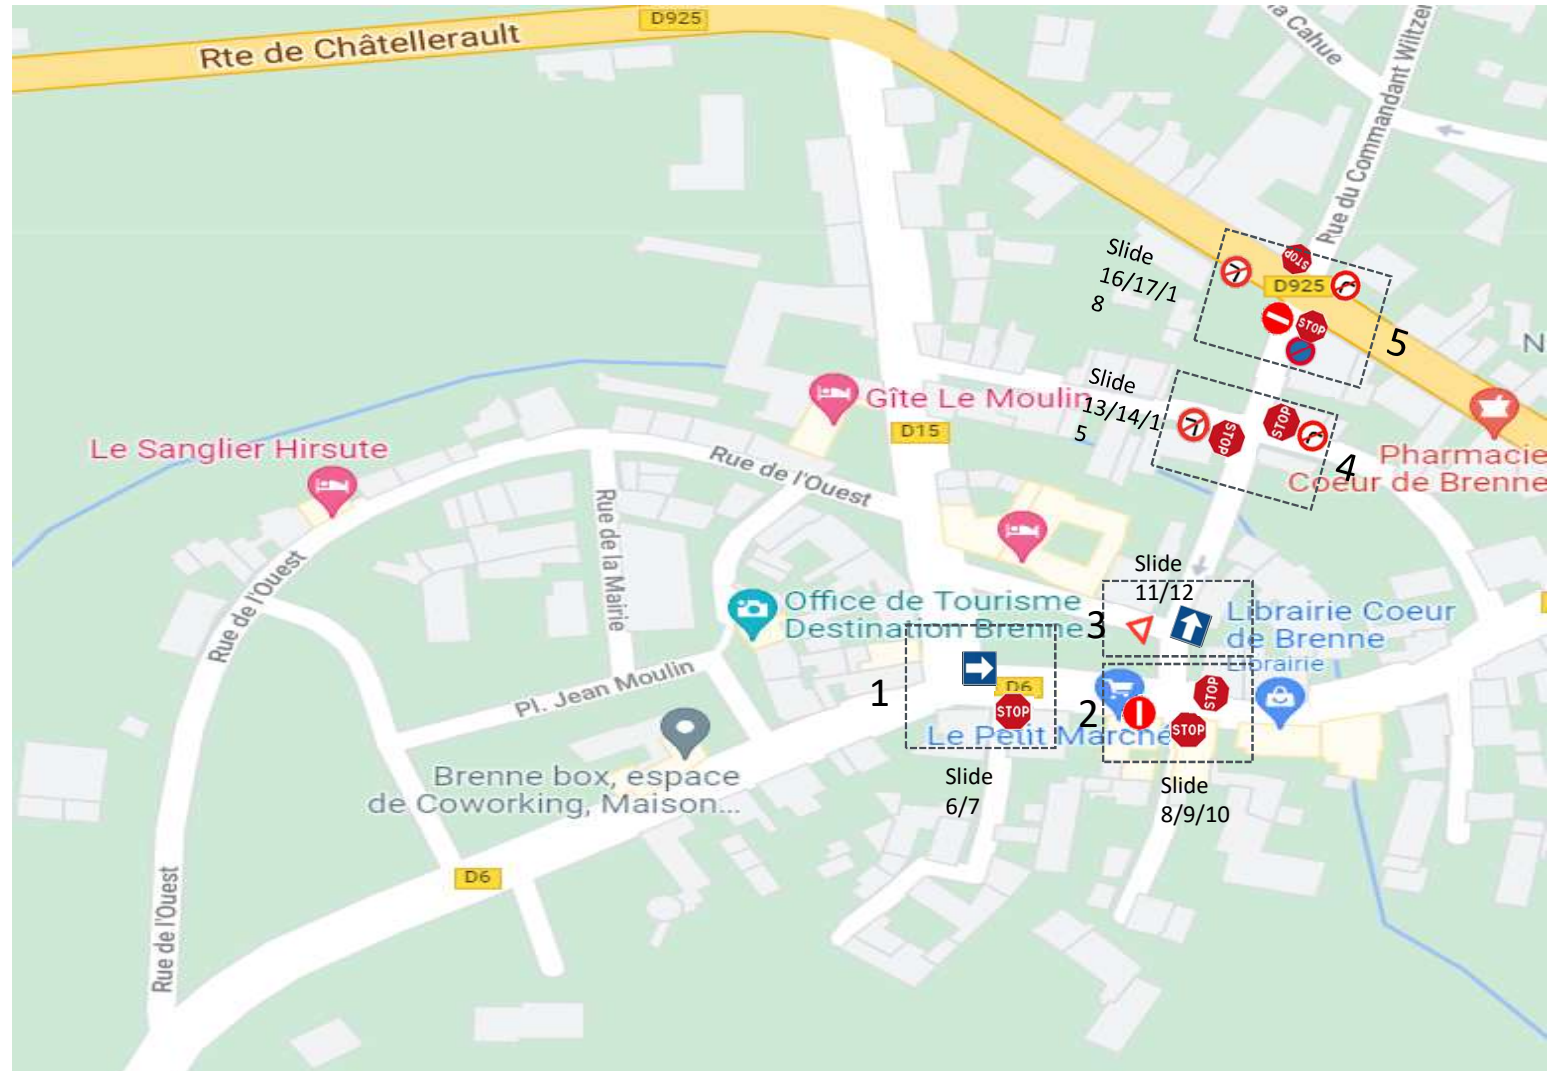 D925
Rte de Châtellerault
la Cahue
Rue du Commandant Wiltzer
Slide
16/17/1
8
STOP
D925
STOP
5
N
Slide
13/14/1
5
STOP
STOP
4
Gîte Le Moulin
D15
Pharmacie
Coeur de Brenne
Le Sanglier Hirsute
Rue de l'Ouest
Rue de la Mairie
Rue de l'Ouest
Slide
11/12
3
Office de Tourisme
Destination Brenne
Librairie Coeur
de Brenne
Librairie
Pl. Jean Moulin
1
D6
STOP
2
STOP
STOP
Le Petit Marché
Brenne box, espace
de Coworking, Maison...
Slide
6/7
Slide
8/9/10
D6
Rue de l'Ouest